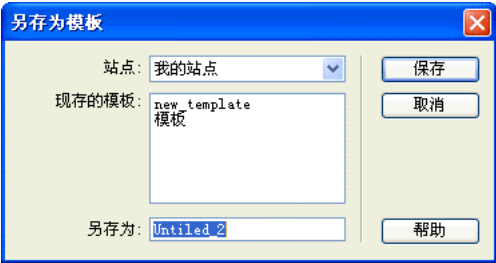 另存为模板
站点: 我的站点 保存
现存的模板: new_template 取消
模板
另存为: Untiled_2 帮助